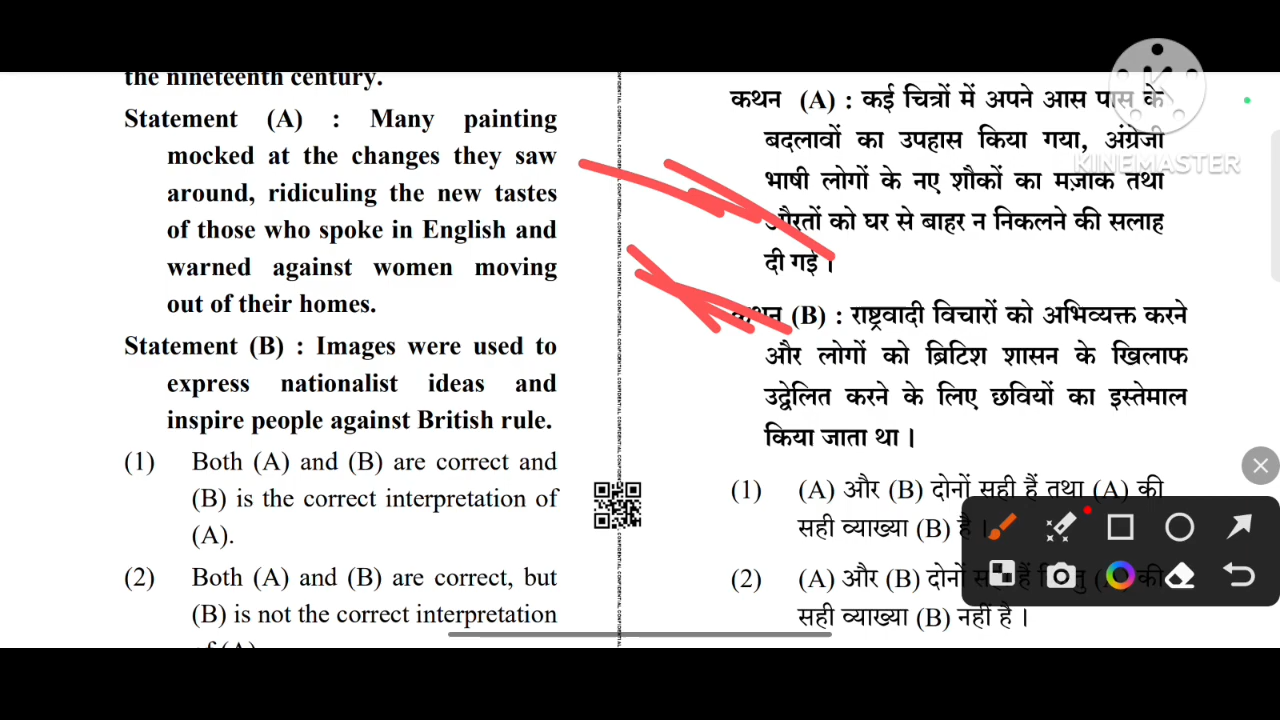 the nineteenth century.
Statement (A) : Many painting
mocked at the changes they saw
around, ridiculing the new tastes
of those who spoke in English and
warned against women moving
out of their homes.
Statement (B) : Images were used to
express nationalist ideas and
inspire people against British rule.
(1) Both (A) and (B) are correct and
(B) is the correct interpretation of
(A).
(2) Both (A) and (B) are correct, but
(B) is not the correct interpretation
of (A)
कथन (A) : कई चित्रों में अपने आस पास के
बदलावों का उपहास किया गया, अंग्रेजी
भाषी लोगों के नए शौकों का मज़ाक तथा
औरतों को घर से बाहर न निकलने की सलाह
दी गई ।
कथन (B) : राष्ट्रवादी विचारों को अभिव्यक्त करने
और लोगों को ब्रिटिश शासन के खिलाफ
उद्वेलित करने के लिए छवियों का इस्तेमाल
किया जाता था ।
(1) (A) और (B) दोनों सही हैं तथा (A) की
सही व्याख्या (B) है ।
(2) (A) और (B) दोनों की
सही व्याख्या (B) नहीं है ।
KINEMASTER